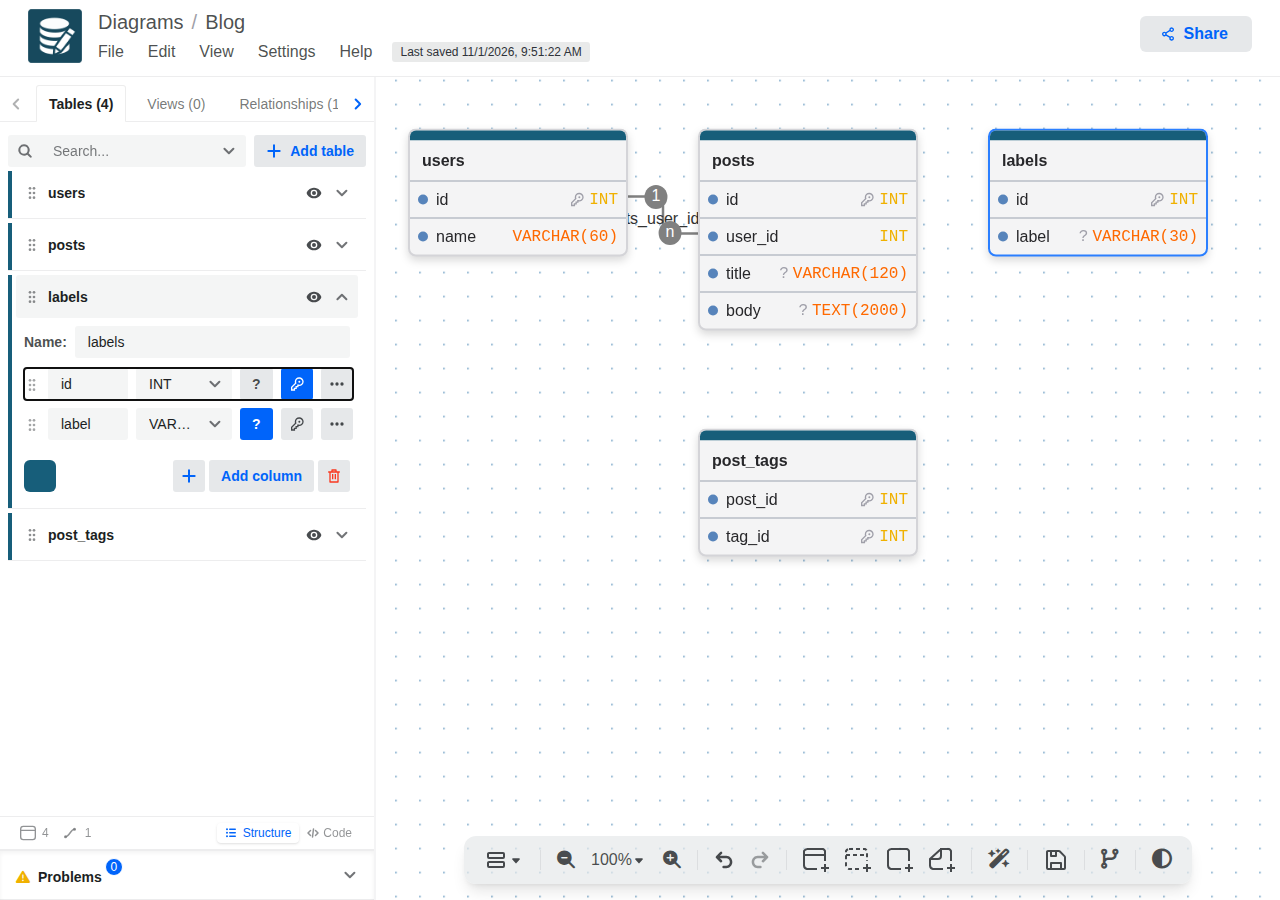 Diagrams / Blog
File Edit View Settings Help
Last saved 11/1/2026, 9:51:22 AM
Share
Tables (4)
Views (0)
Relationships (1
Search...
Add table
users
posts
labels
Name: labels
id INT ?
label VAR... ?
Add column
post_tags
4
1
Structure
Code
Problems
0
users
id INT
name VARCHAR(60)
1
ts_user_id
n
posts
id INT
user_id INT
title ? VARCHAR(120)
body ? TEXT(2000)
labels
id INT
label ? VARCHAR(30)
post_tags
post_id INT
tag_id INT
100%